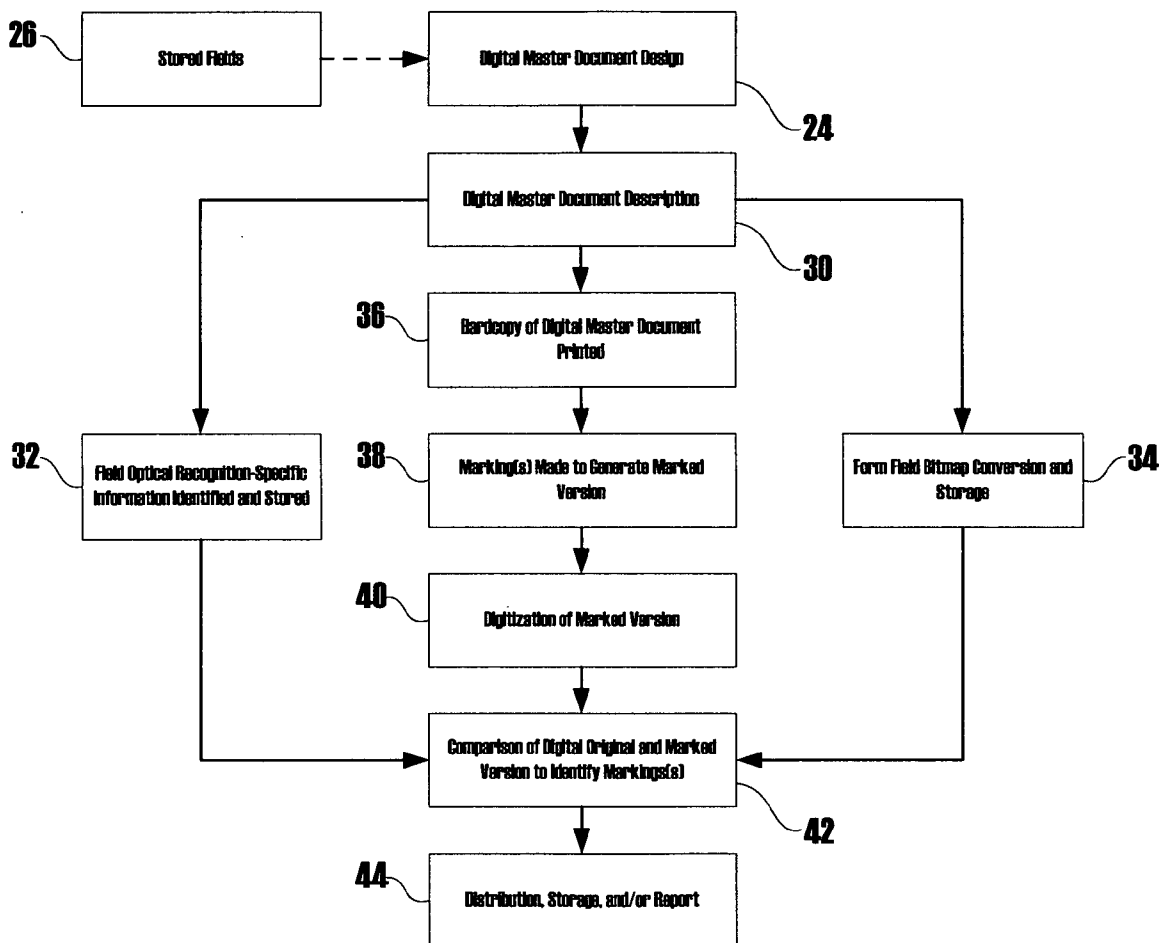 26
Stored Fields
Digital Master Document Design
24
Digital Master Document Description
30
36
Hardcopy of Digital Master Document
Printed
32
Field Optical Recognition-Specific
Information Identified and Stored
38
Marking(s) Made to Generate Marked
Version
Form Field Bitmap Conversion and
Storage
34
40
Digitization of Marked Version
Comparison of Digital Original and Marked
Version to Identify Markings(s)
42
44
Distribution, Storage, and/or Report